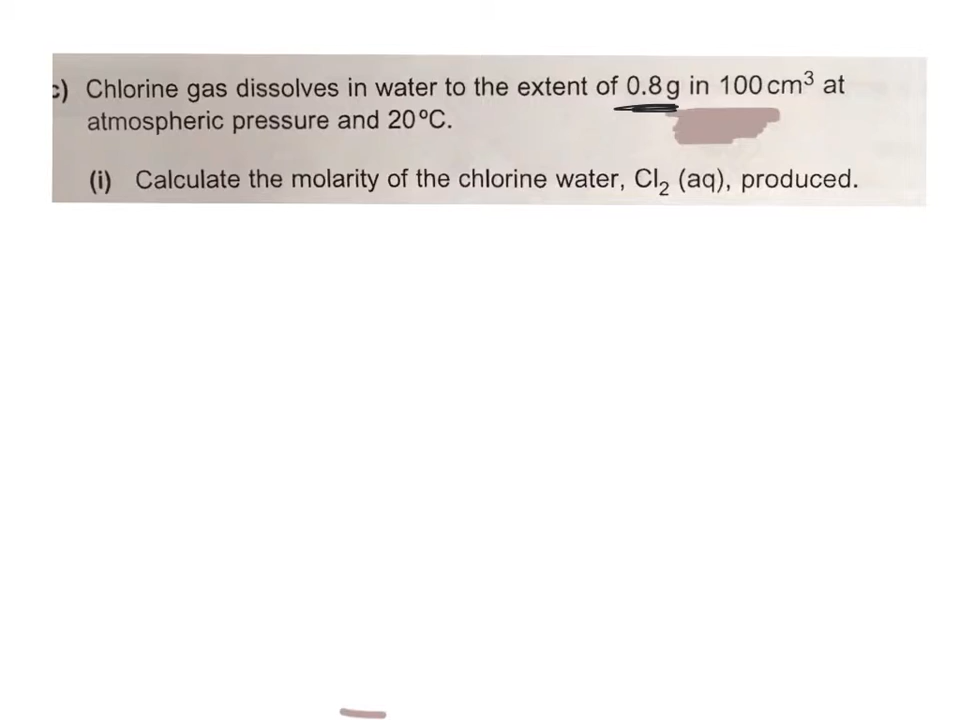 c) Chlorine gas dissolves in water to the extent of 0.8 g in 100 cm³ at
atmospheric pressure and 20 ºC.
(i) Calculate the molarity of the chlorine water, Cl₂ (aq), produced.